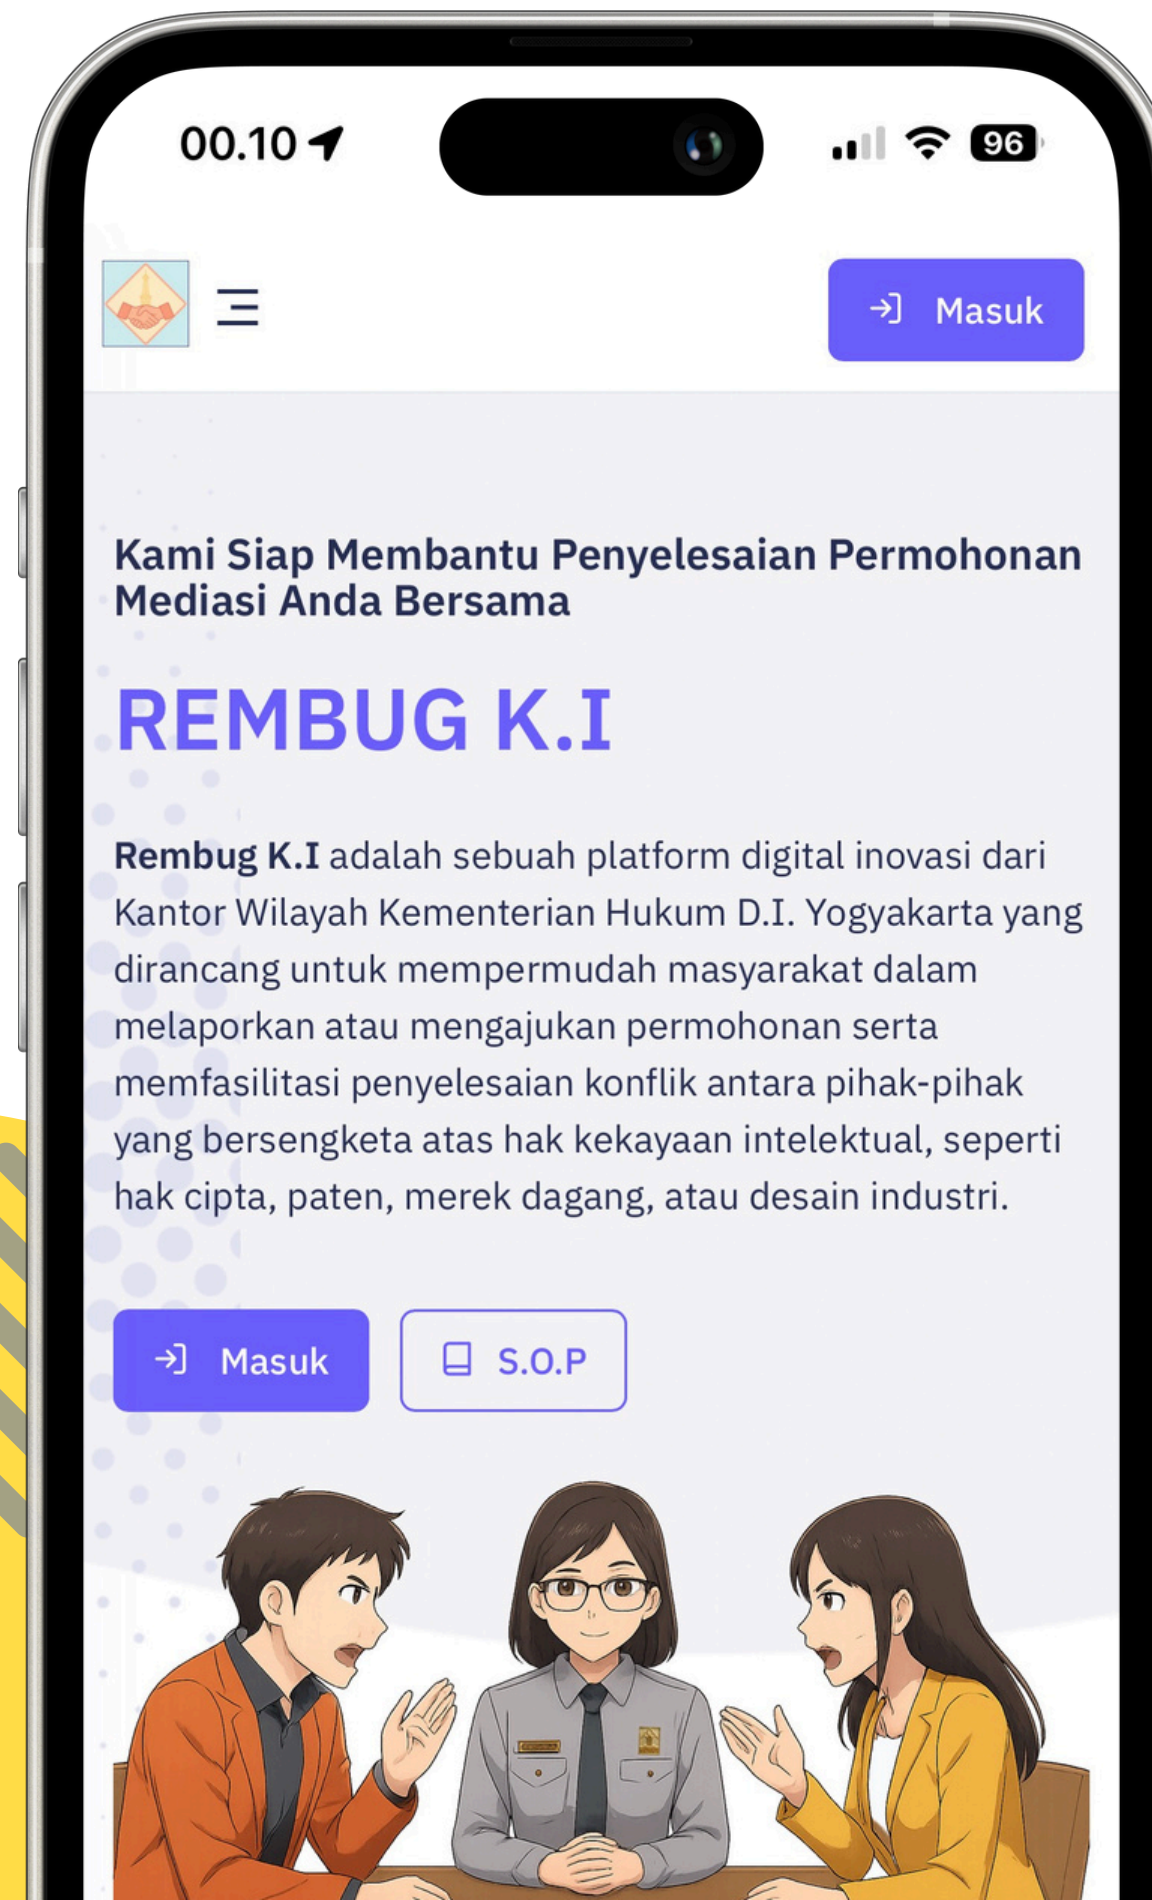 00.10
96
Masuk
Kami Siap Membantu Penyelesaian Permohonan
Mediasi Anda Bersama
REMBUG K.I
Rembug K.I adalah sebuah platform digital inovasi dari
Kantor Wilayah Kementerian Hukum D.I. Yogyakarta yang
dirancang untuk mempermudah masyarakat dalam
melaporkan atau mengajukan permohonan serta
memfasilitasi penyelesaian konflik antara pihak-pihak
yang bersengketa atas hak kekayaan intelektual, seperti
hak cipta, paten, merek dagang, atau desain industri.
Masuk
S.O.P